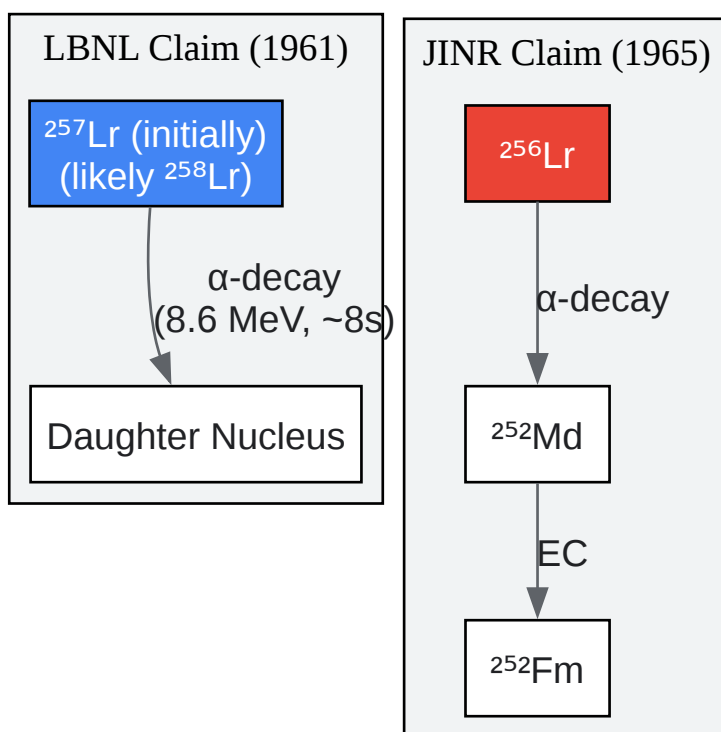 LBNL Claim (1961)
²⁵⁷Lr (initially)
(likely ²⁵⁸Lr)
α-decay
(8.6 MeV, ~8s)
Daughter Nucleus
JINR Claim (1965)
²⁵⁶Lr
α-decay
²⁵²Md
EC
²⁵²Fm